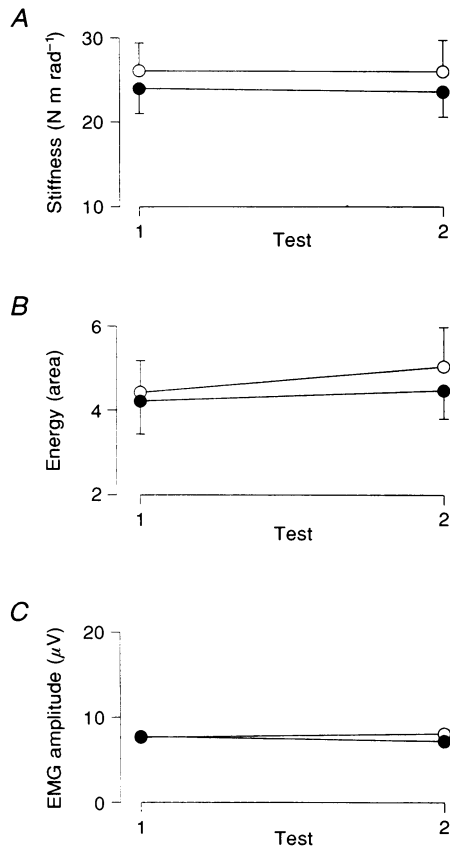 A
Stiffness (N m rad⁻¹)
30
20
10
1
2
Test
B
Energy (area)
6
4
2
1
2
Test
C
EMG amplitude (μV)
20
10
0
1
2
Test